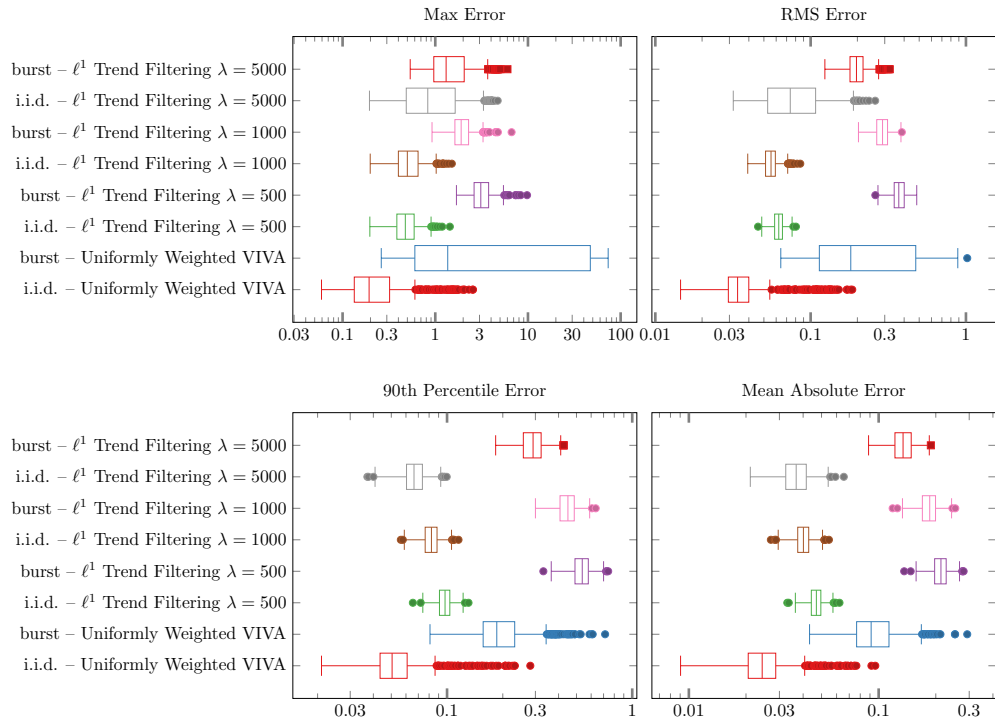 Max Error
RMS Error
burst – ℓ¹ Trend Filtering λ = 5000
i.i.d. – ℓ¹ Trend Filtering λ = 5000
burst – ℓ¹ Trend Filtering λ = 1000
i.i.d. – ℓ¹ Trend Filtering λ = 1000
burst – ℓ¹ Trend Filtering λ = 500
i.i.d. – ℓ¹ Trend Filtering λ = 500
burst – Uniformly Weighted VIVA
i.i.d. – Uniformly Weighted VIVA
0.03 0.1 0.3 1 3 10 30 100
0.01 0.03 0.1 0.3 1
90th Percentile Error
Mean Absolute Error
burst – ℓ¹ Trend Filtering λ = 5000
i.i.d. – ℓ¹ Trend Filtering λ = 5000
burst – ℓ¹ Trend Filtering λ = 1000
i.i.d. – ℓ¹ Trend Filtering λ = 1000
burst – ℓ¹ Trend Filtering λ = 500
i.i.d. – ℓ¹ Trend Filtering λ = 500
burst – Uniformly Weighted VIVA
i.i.d. – Uniformly Weighted VIVA
0.03 0.1 0.3 1
0.01 0.03 0.1 0.3